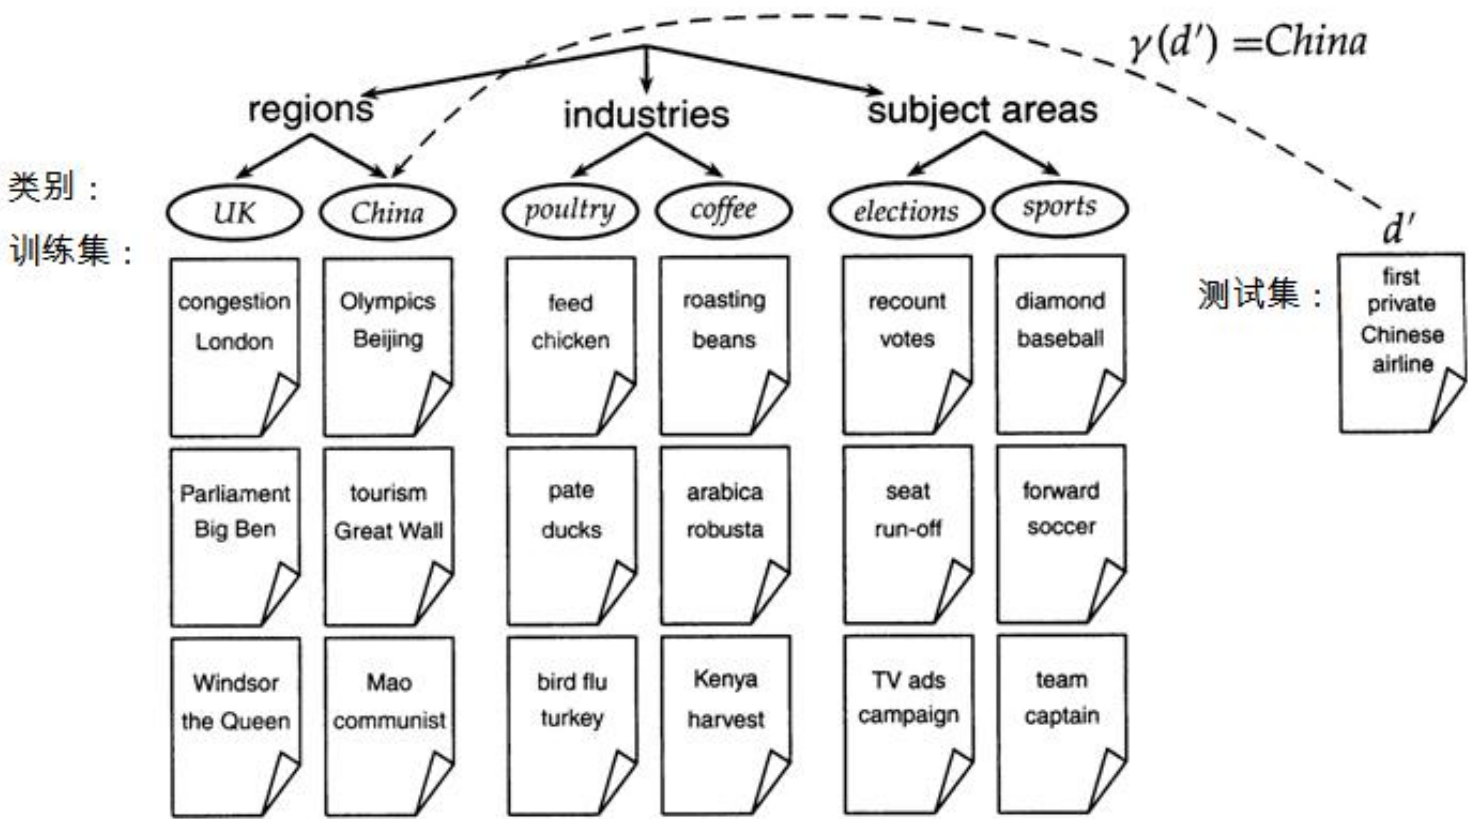 γ(d′) =China
regions
industries
subject areas
类别：
UK
China
poultry
coffee
elections
sports
训练集：
congestion
London
Olympics
Beijing
feed
chicken
roasting
beans
recount
votes
diamond
baseball
Parliament
Big Ben
tourism
Great Wall
pate
ducks
arabica
robusta
seat
run-off
forward
soccer
Windsor
the Queen
Mao
communist
bird flu
turkey
Kenya
harvest
TV ads
campaign
team
captain
测试集：
d′
first
private
Chinese
airline